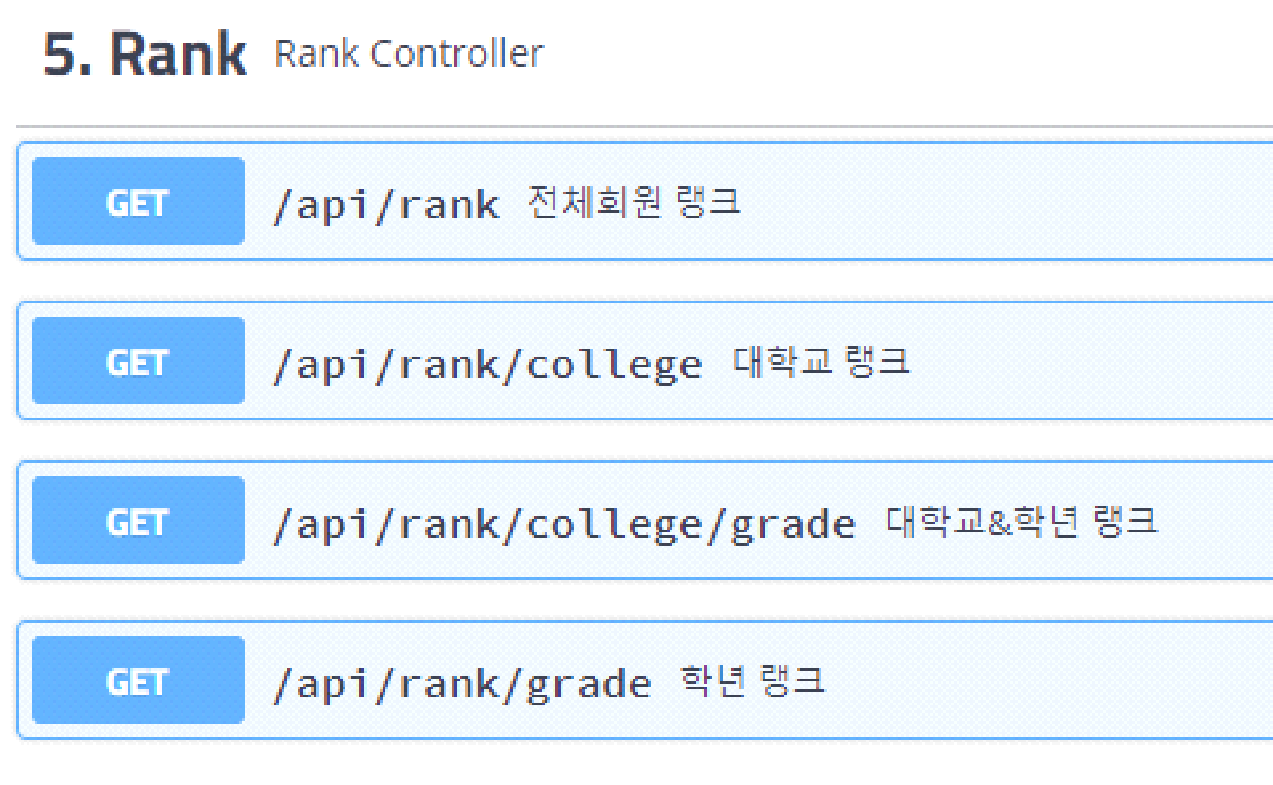 5. Rank Rank Controller
GET /api/rank 전체회원 랭크
GET /api/rank/college 대학교 랭크
GET /api/rank/college/grade 대학교&학년 랭크
GET /api/rank/grade 학년 랭크